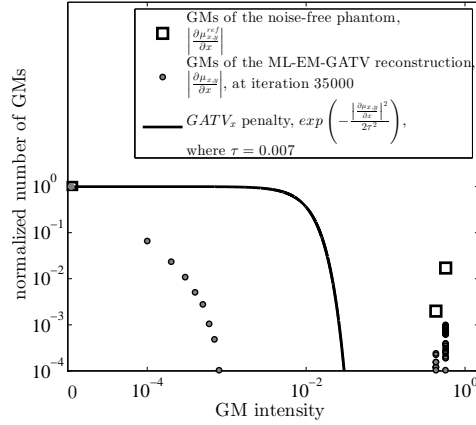 GMs of the noise-free phantom,
|∂μ^{ref}_{x,y}/∂x|
GMs of the ML-EM-GATV reconstruction,
|∂μ_{x,y}/∂x|, at iteration 35000
GATV_x penalty, exp(−|∂μ_{x,y}/∂x|²/2τ²),
where τ = 0.007
normalized number of GMs
10^0
10^−1
10^−2
10^−3
10^−4
0 10^−4 10^−2 10^0
GM intensity